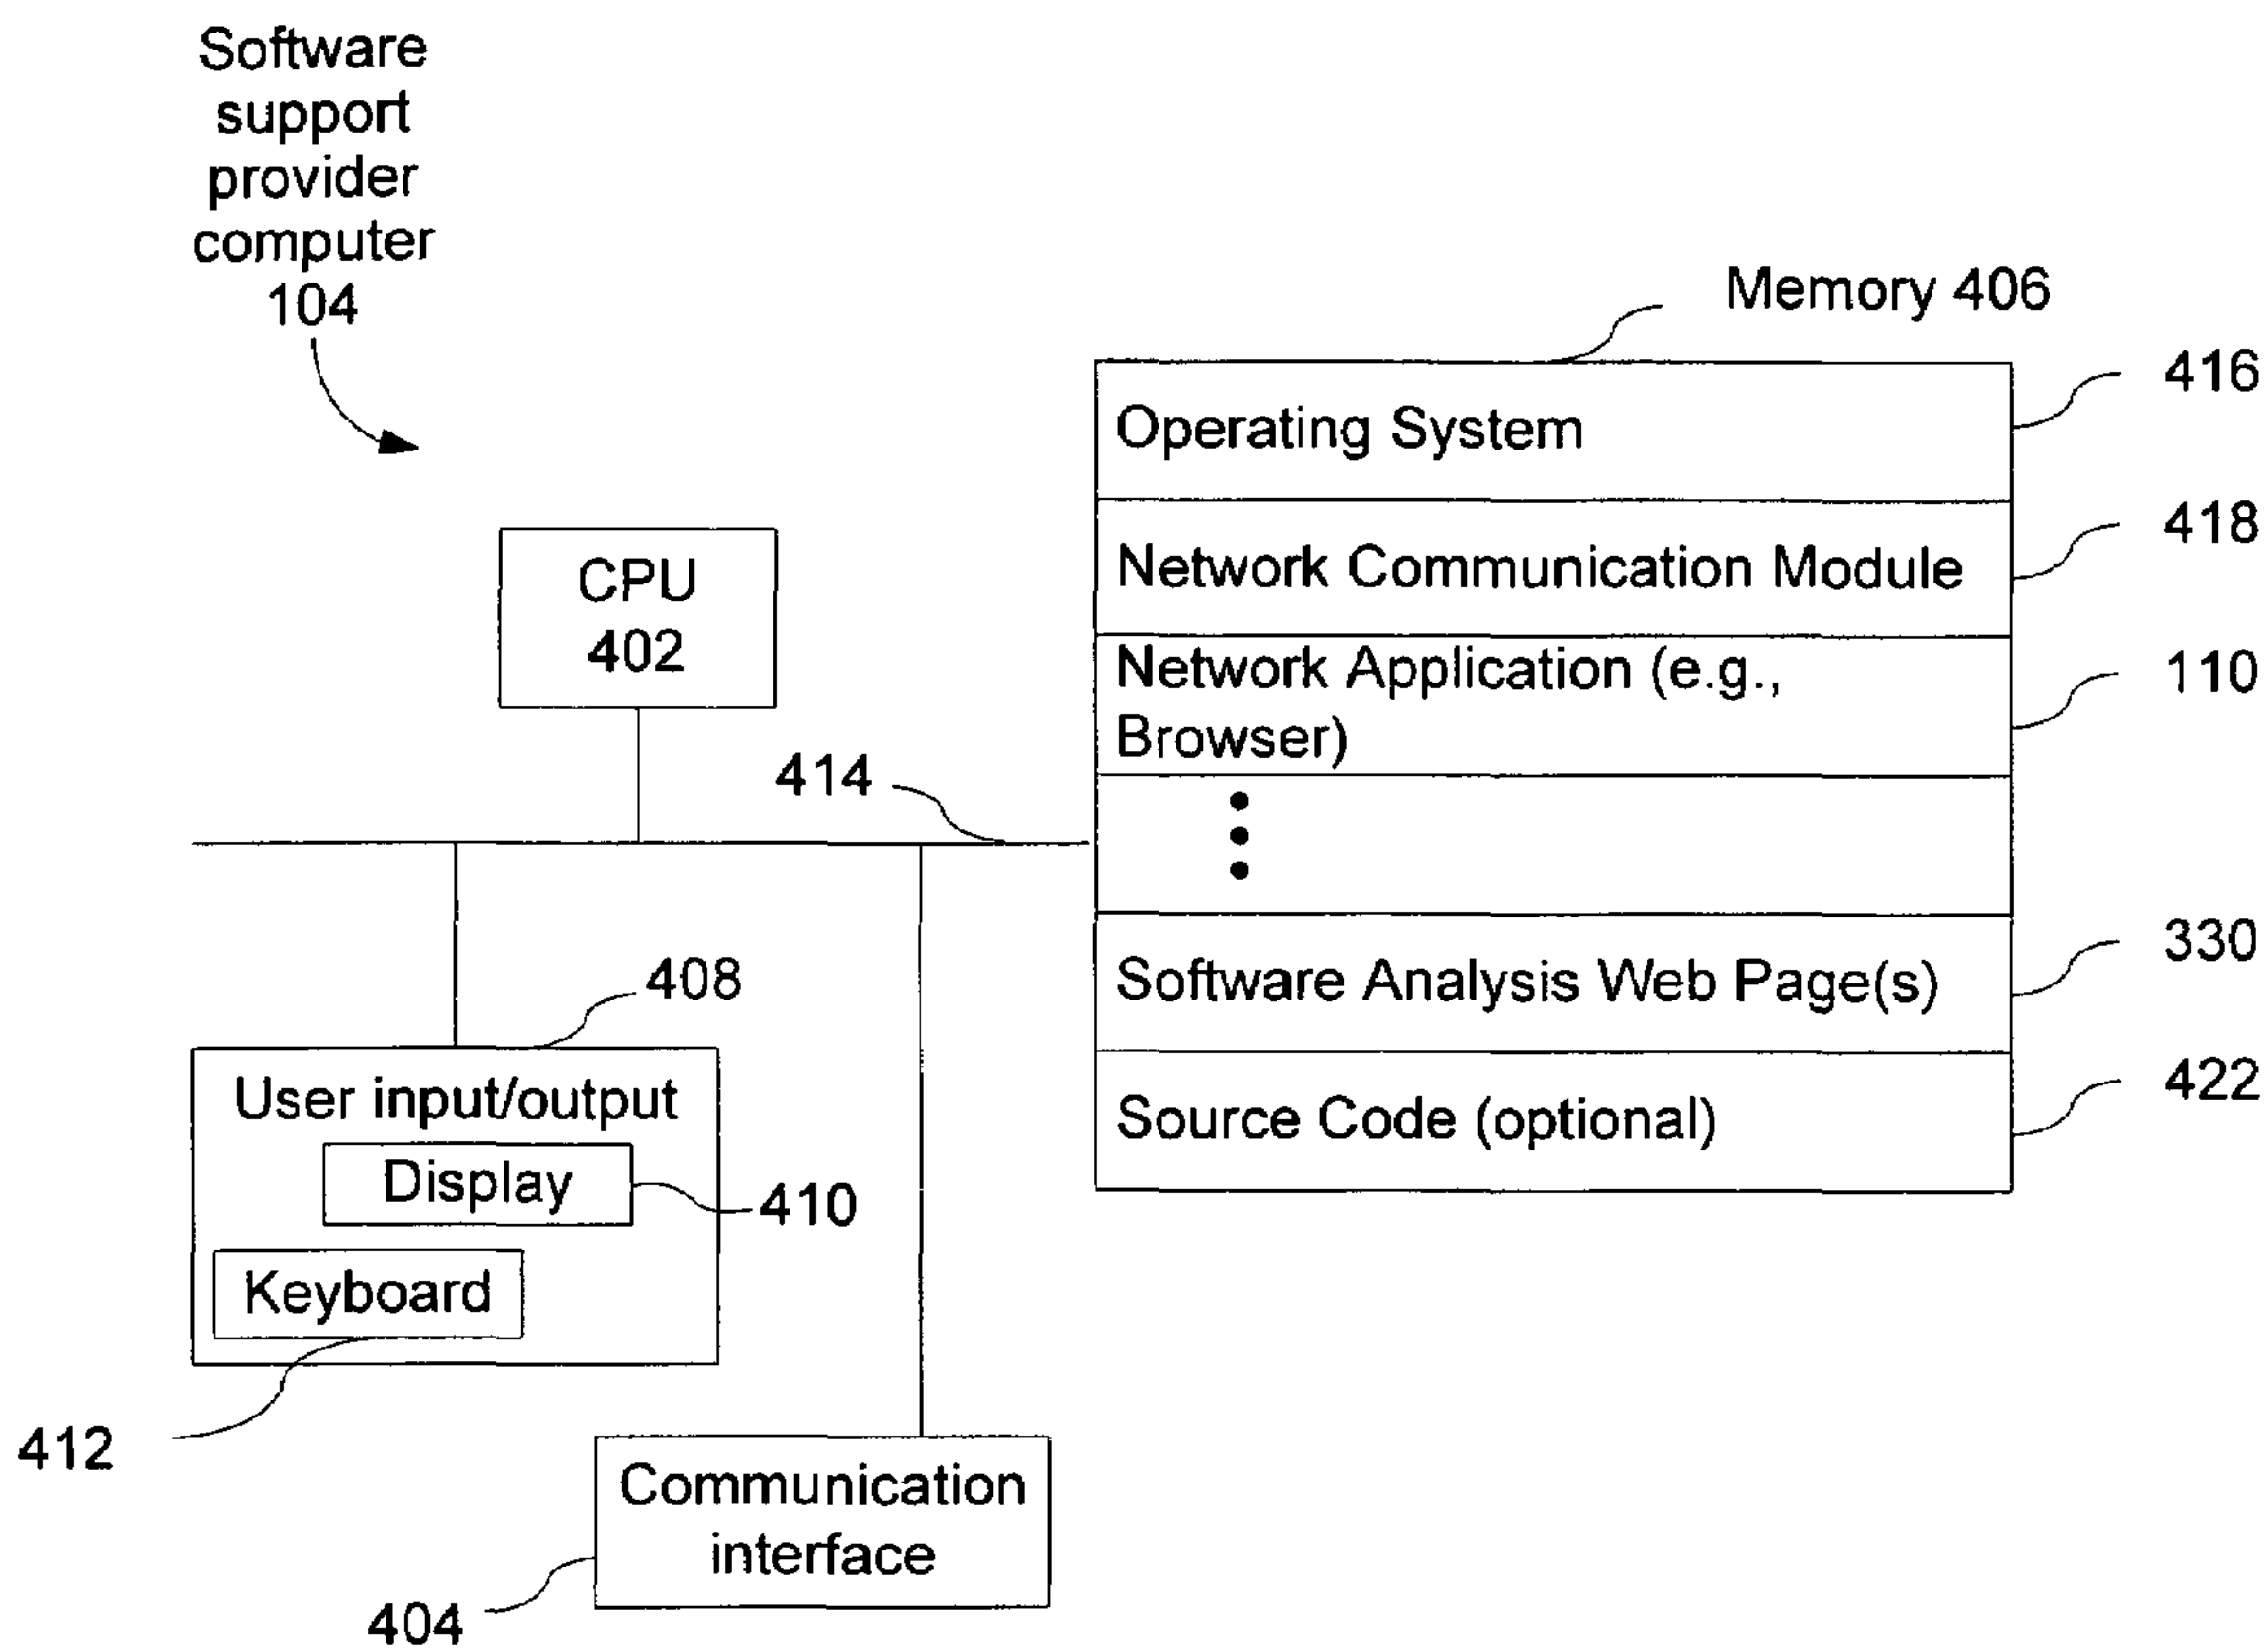 Software
support
provider
computer
104
Memory 406
416
Operating System
418
Network Communication Module
110
Network Application (e.g.,
Browser)
CPU
402
414
330
Software Analysis Web Page(s)
422
Source Code (optional)
408
User input/output
Display
410
Keyboard
412
Communication
interface
404